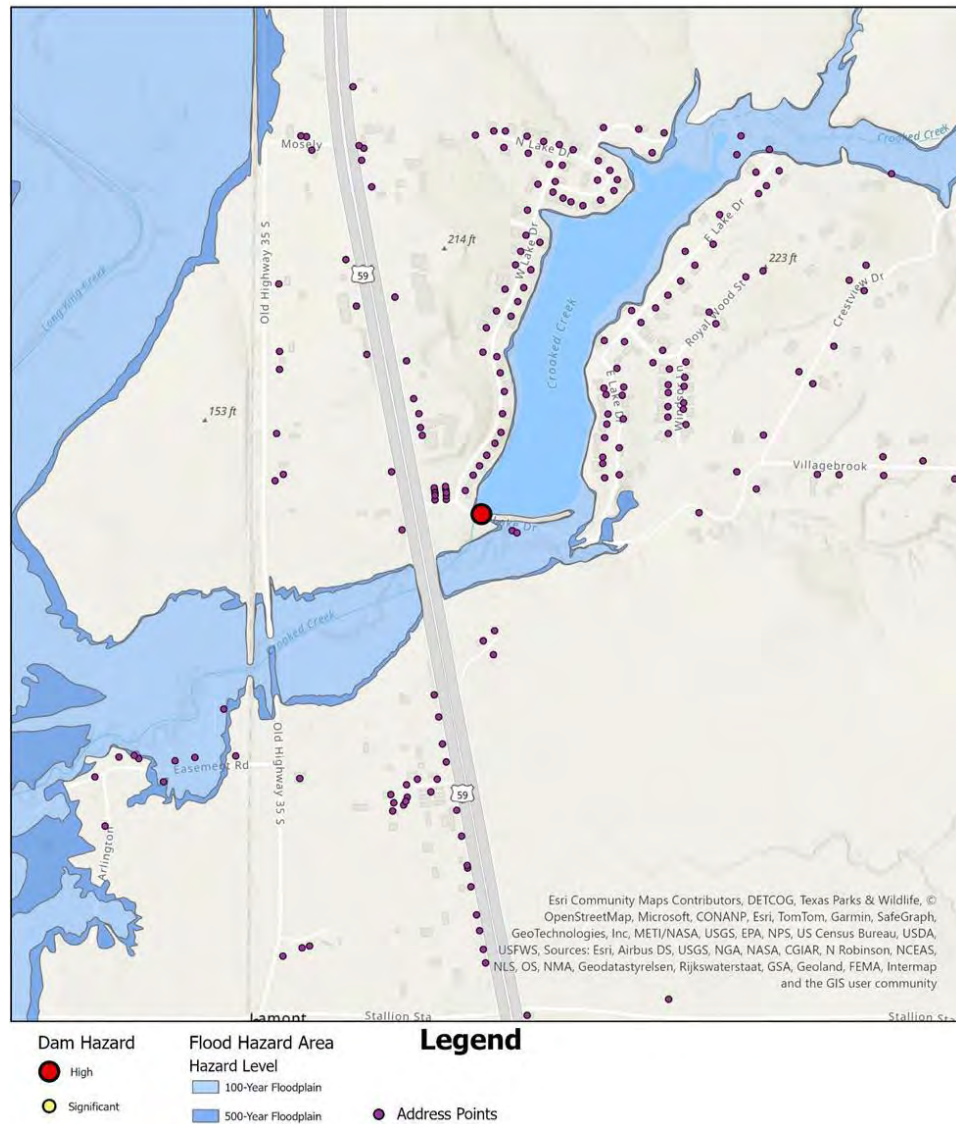 Crooked Creek
N Lake Dr
Mosely
Long King Creek
Old Highway 35 S
W Lake Dr
E Lake Dr
214 ft
223 ft
59
Royal Wood St
Crestview Dr
Crooked Creek
153 ft
E Lake Dr
Windsor Ln
Villagebrook
Lake Dr
Crooked Creek
Old Highway 35 S
Easement Rd
59
Arlington
Esri Community Maps Contributors, DETCOG, Texas Parks & Wildlife, ©
OpenStreetMap, Microsoft, CONANP, Esri, TomTom, Garmin, SafeGraph,
GeoTechnologies, Inc, METI/NASA, USGS, EPA, NPS, US Census Bureau, USDA,
USFWS, Sources: Esri, Airbus DS, USGS, NGA, NASA, CGIAR, N Robinson, NCEAS,
NLS, OS, NMA, Geodatastyrelsen, Rijkswaterstaat, GSA, Geoland, FEMA, Intermap
and the GIS user community
Lamont
Stallion Sta
Stallion Sta
Legend
Dam Hazard
High
Significant
Flood Hazard Area
Hazard Level
100-Year Floodplain
500-Year Floodplain
Address Points